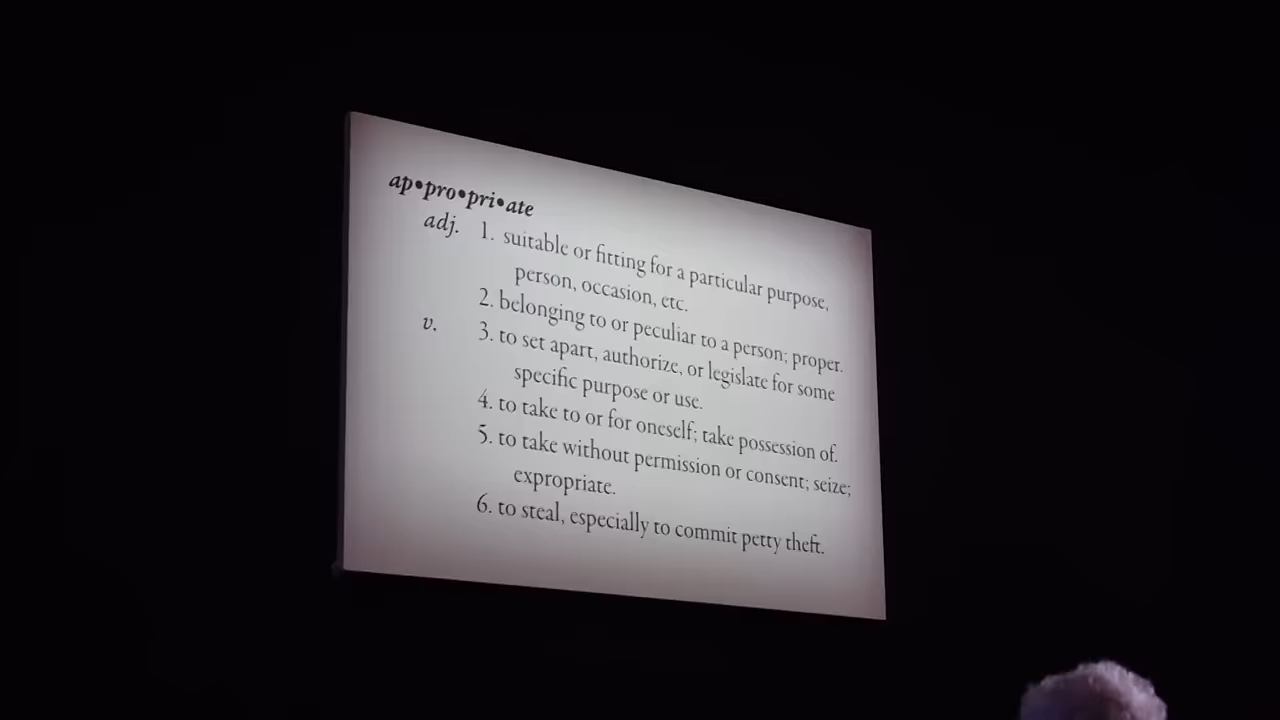 ap•pro•pri•ate
adj. 1. suitable or fitting for a particular purpose,
person, occasion, etc.
2. belonging to or peculiar to a person; proper.
v. 3. to set apart, authorize, or legislate for some
specific purpose or use.
4. to take to or for oneself; take possession of.
5. to take without permission or consent; seize;
expropriate.
6. to steal, especially to commit petty theft.